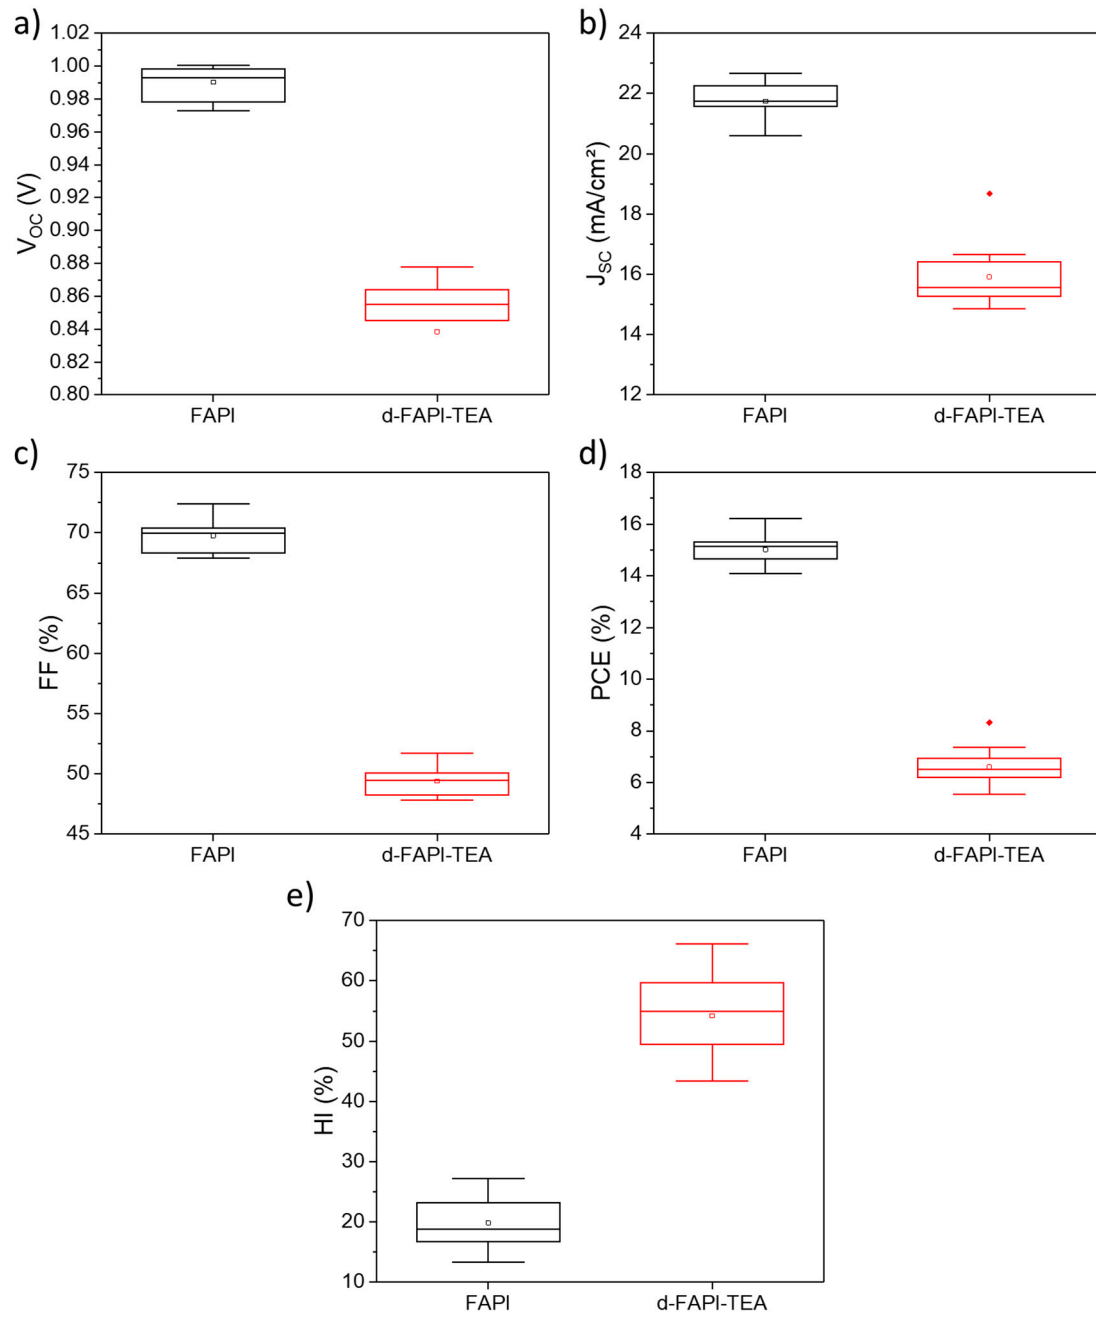 a)
1.02
1.00
0.98
0.96
0.94
0.92
0.90
0.88
0.86
0.84
0.82
0.80
V_OC (V)
FAPI
d-FAPI-TEA
b)
24
22
20
18
16
14
12
J_SC (mA/cm²)
FAPI
d-FAPI-TEA
c)
75
70
65
60
55
50
45
FF (%)
FAPI
d-FAPI-TEA
d)
18
16
14
12
10
8
6
4
PCE (%)
FAPI
d-FAPI-TEA
e)
70
60
50
40
30
20
10
HI (%)
FAPI
d-FAPI-TEA